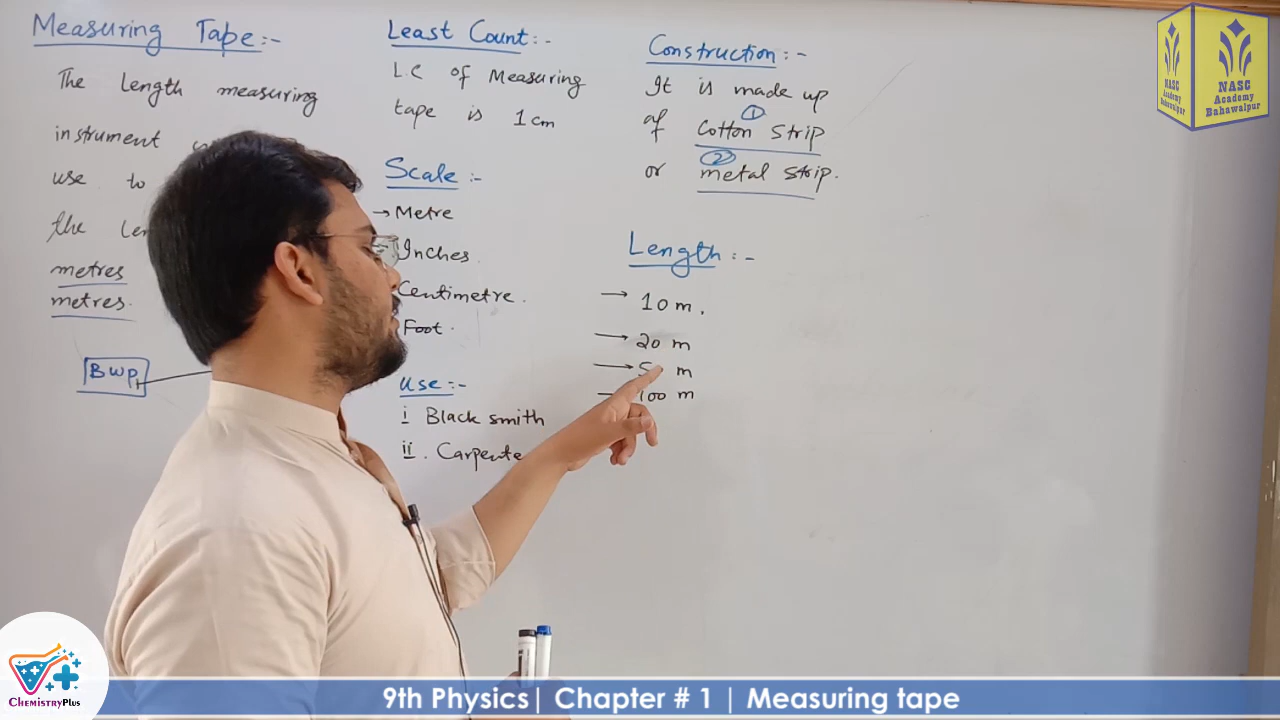 Measuring Tape:-
The Length measuring
instrument
use to
the
metres
metres.
Bwp
Least Count:-
L.C of Measuring
tape is 1cm
Scale:-
→ Metre
Inches.
Centimetre.
Foot.
Use:-
i Black smith
ii. Carpente
Construction:-
It is made up
of Cotton ① Strip
or ② metal strip.
Length:-
→ 10 m.
→ 20 m
→ m
→ 100 m
NASC
Academy
Bahawalpur
NASC
Academy
Bahawalpur
ChemistryPlus
9th Physics| Chapter # 1 | Measuring tape